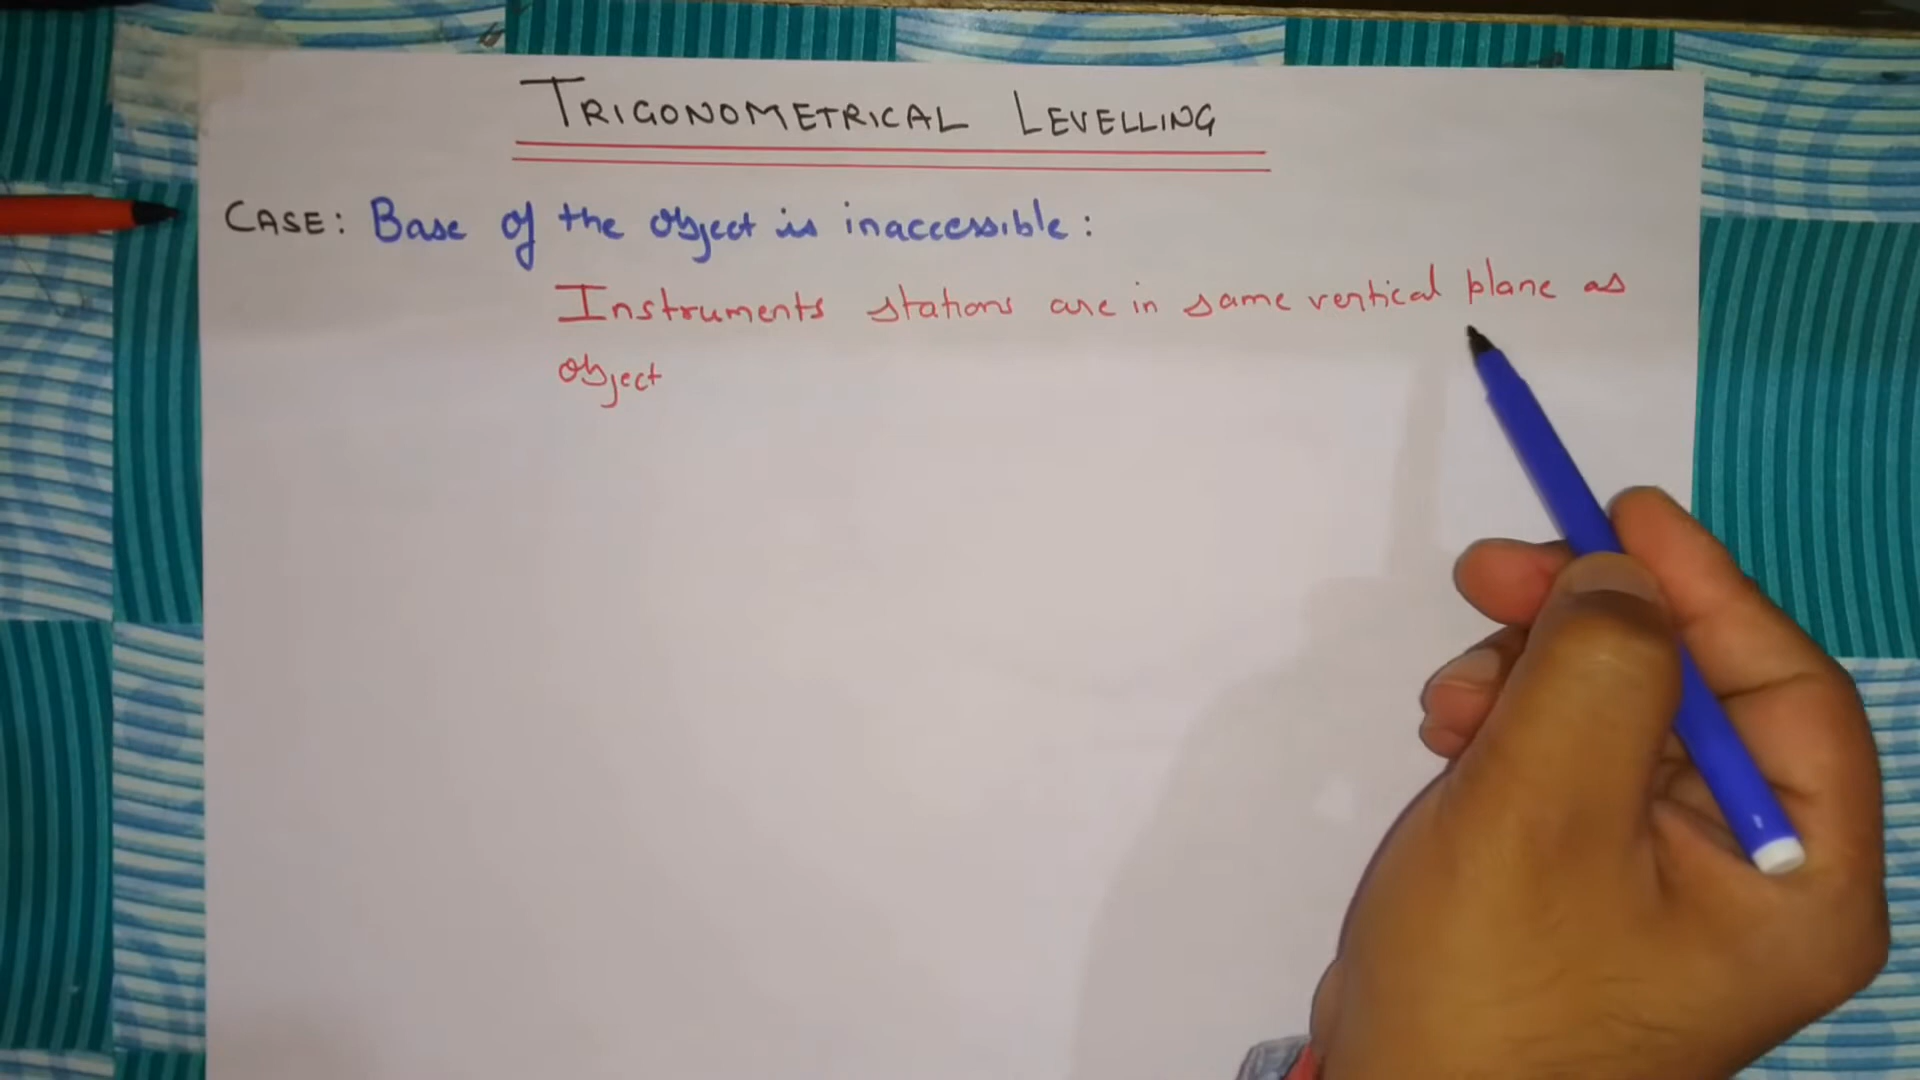 TRIGONOMETRICAL LEVELLING
CASE: Base of the object is inaccessible:
Instruments stations are in same vertical plane as
object